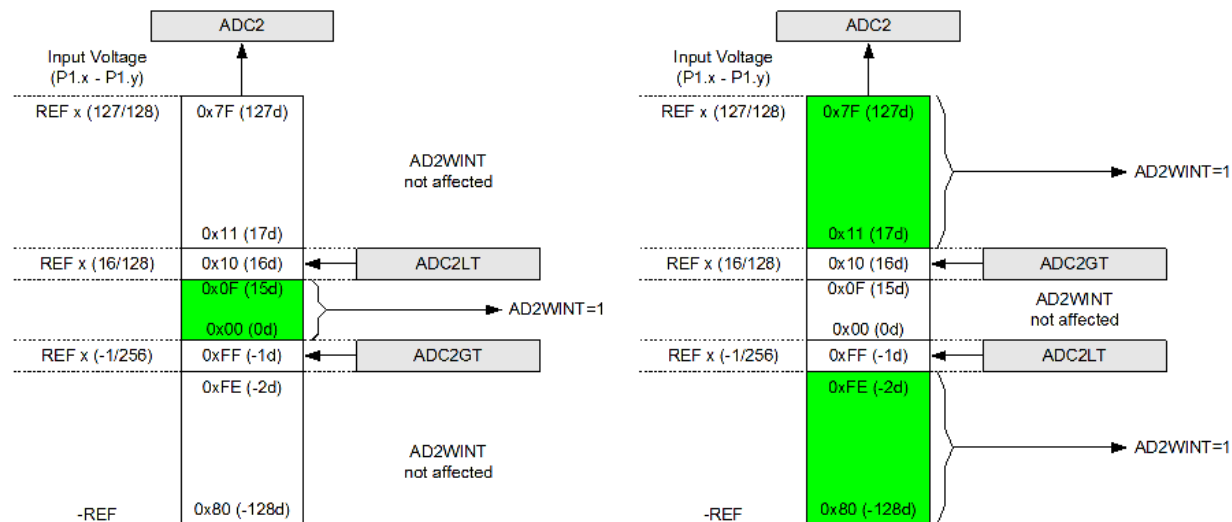 ADC2
Input Voltage
(P1.x - P1.y)
REF x (127/128)
0x7F (127d)
AD2WINT
not affected
0x11 (17d)
REF x (16/128)
0x10 (16d)
ADC2LT
0x0F (15d)
AD2WINT=1
0x00 (0d)
REF x (-1/256)
0xFF (-1d)
ADC2GT
0xFE (-2d)
AD2WINT
not affected
0x80 (-128d)
-REF
ADC2
Input Voltage
(P1.x - P1.y)
REF x (127/128)
0x7F (127d)
AD2WINT=1
0x11 (17d)
REF x (16/128)
0x10 (16d)
ADC2GT
0x0F (15d)
AD2WINT
not affected
0x00 (0d)
REF x (-1/256)
0xFF (-1d)
ADC2LT
0xFE (-2d)
AD2WINT=1
0x80 (-128d)
-REF